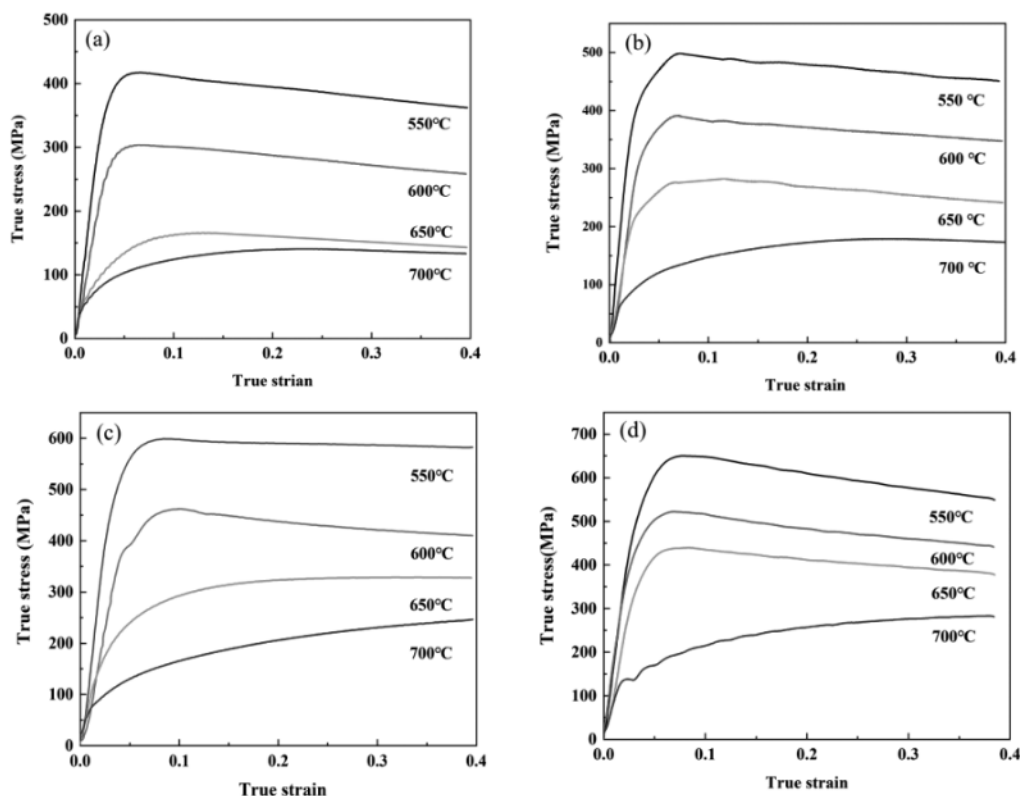 (a)
500
400
300
200
100
0
True stress (MPa)
550°C
600°C
650°C
700°C
0.0 0.1 0.2 0.3 0.4
True strian
(b)
500
400
300
200
100
0
True stress (MPa)
550 °C
600 °C
650 °C
700 °C
0.0 0.1 0.2 0.3 0.4
True strain
(c)
600
500
400
300
200
100
0
True stress (MPa)
550°C
600°C
650°C
700°C
0.0 0.1 0.2 0.3 0.4
True strain
(d)
700
600
500
400
300
200
100
0
True stress(MPa)
550°C
600°C
650°C
700°C
0.0 0.1 0.2 0.3 0.4
True strain